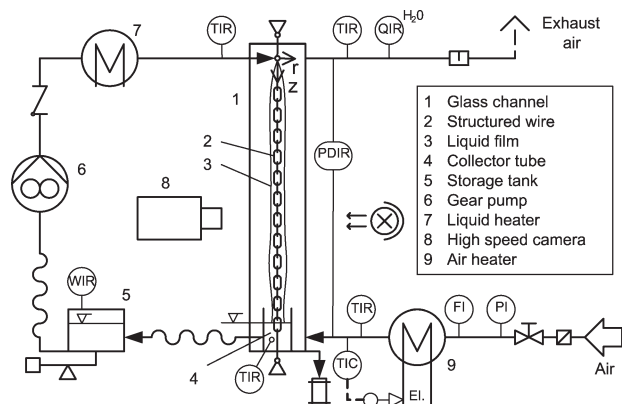 7
TIR
TIR
QIR
H20
Exhaust
air
r
z
1
2
3
PDIR
6
8
1 Glass channel
2 Structured wire
3 Liquid film
4 Collector tube
5 Storage tank
6 Gear pump
7 Liquid heater
8 High speed camera
9 Air heater
WIR
5
TIR
FI
PI
4
TIR
TIC
9
Air
El.